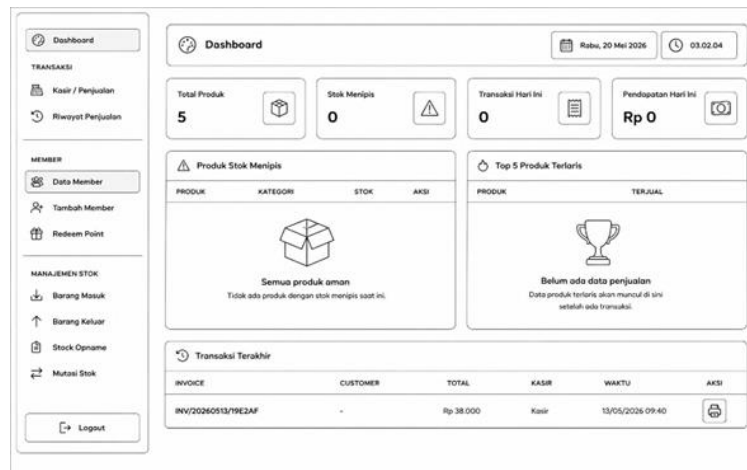 Dashboard
TRANSAKSI
Kasir / Penjualan
Riwayat Penjualan
MEMBER
Data Member
Tambah Member
Redeem Point
MANAJEMEN STOK
Barang Masuk
Barang Keluar
Stock Opname
Mutasi Stok
Logout
Dashboard
Rabu, 20 Mei 2026
03.02.04
Total Produk
5
Stok Menipis
0
Transaksi Hari Ini
0
Pendapatan Hari Ini
Rp 0
Produk Stok Menipis
PRODUK KATEGORI STOK AKSI
Semua produk aman
Tidak ada produk dengan stok menipis saat ini.
Top 5 Produk Terlaris
PRODUK TERJUAL
Belum ada data penjualan
Data produk terlaris akan muncul di sini
setelah ada transaksi.
Transaksi Terakhir
INVOICE CUSTOMER TOTAL KASIR WAKTU AKSI
INV/20260513/19E2AF - Rp 38.000 Kasir 13/05/2026 09:40